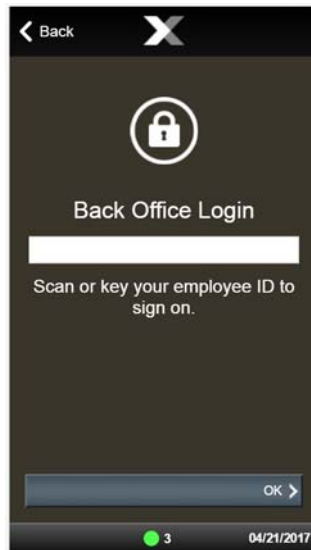 Back
Back Office Login
Scan or key your employee ID to
sign on.
OK
3
04/21/2017